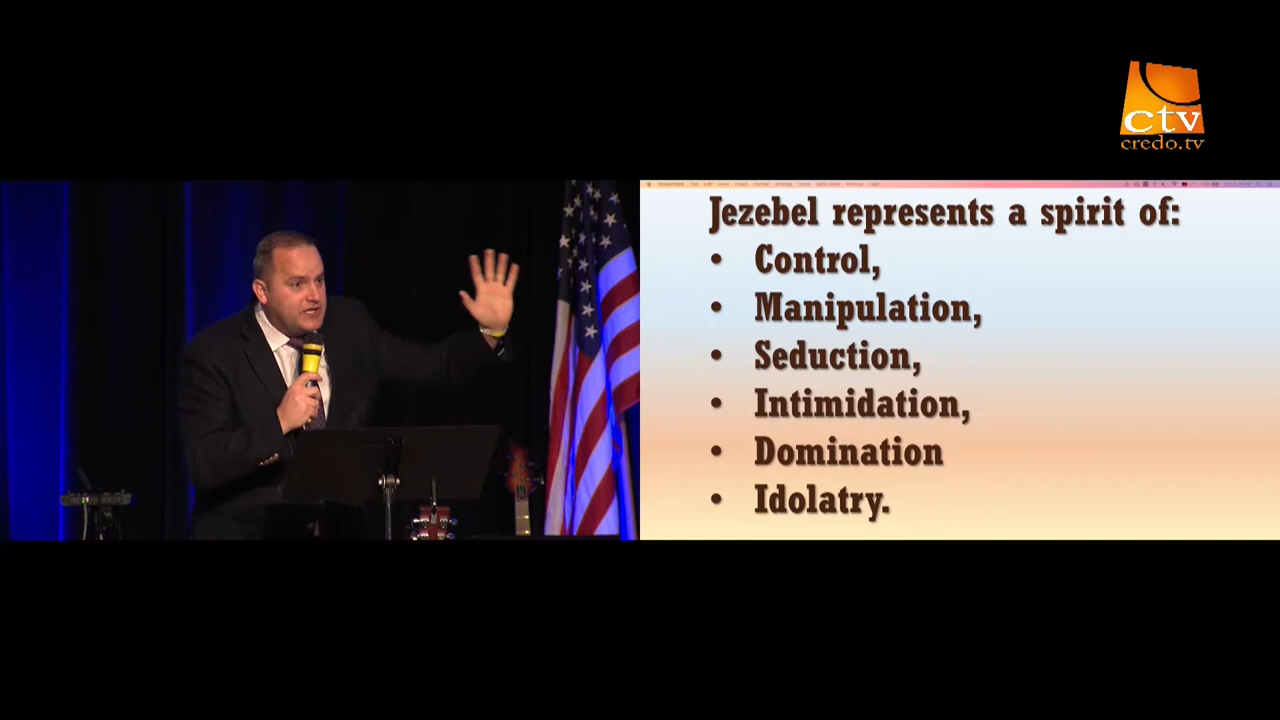 ctv
credo.tv
Jezebel represents a spirit of:
• Control,
• Manipulation,
• Seduction,
• Intimidation,
• Domination
• Idolatry.